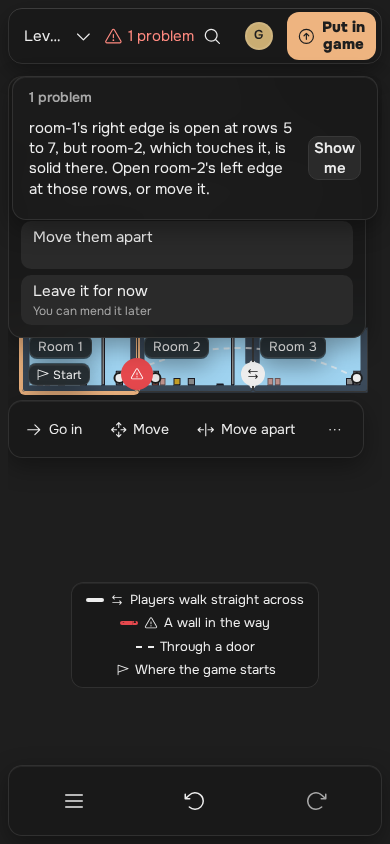 Lev...
1 problem
G
Put in
game
1 problem
room-1's right edge is open at rows 5
to 7, but room-2, which touches it, is
solid there. Open room-2's left edge
at those rows, or move it.
Show
me
Move them apart
Leave it for now
You can mend it later
Room 1
Room 2
Room 3
Start
Go in
Move
Move apart
...
Players walk straight across
A wall in the way
Through a door
Where the game starts